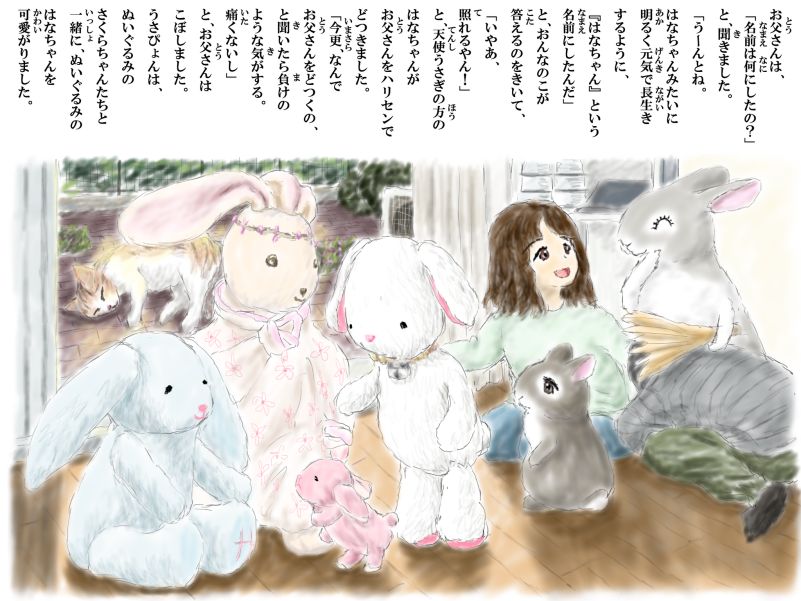 お父さんは、
「名前は何にしたの？」
と、聞きました。
「うーんとね。
はなちゃんみたいに
明るく元気で長生き
するように、
『はなちゃん』という
名前にしたんだ」
と、おんなのこが
答えるのをきいて、
「いやあ、
照れるやん！」
と、天使うさぎの方の
はなちゃんが
お父さんをハリセンで
どつきました。
「今更、なんで
お父さんをどつくの、
と聞いたら負けの
ような気がする。
痛くないし」
と、お父さんは
こぼしました。
うさぴょんは、
ぬいぐるみの
さくらちゃんたちと
一緒に、ぬいぐるみの
はなちゃんを
可愛がりました。